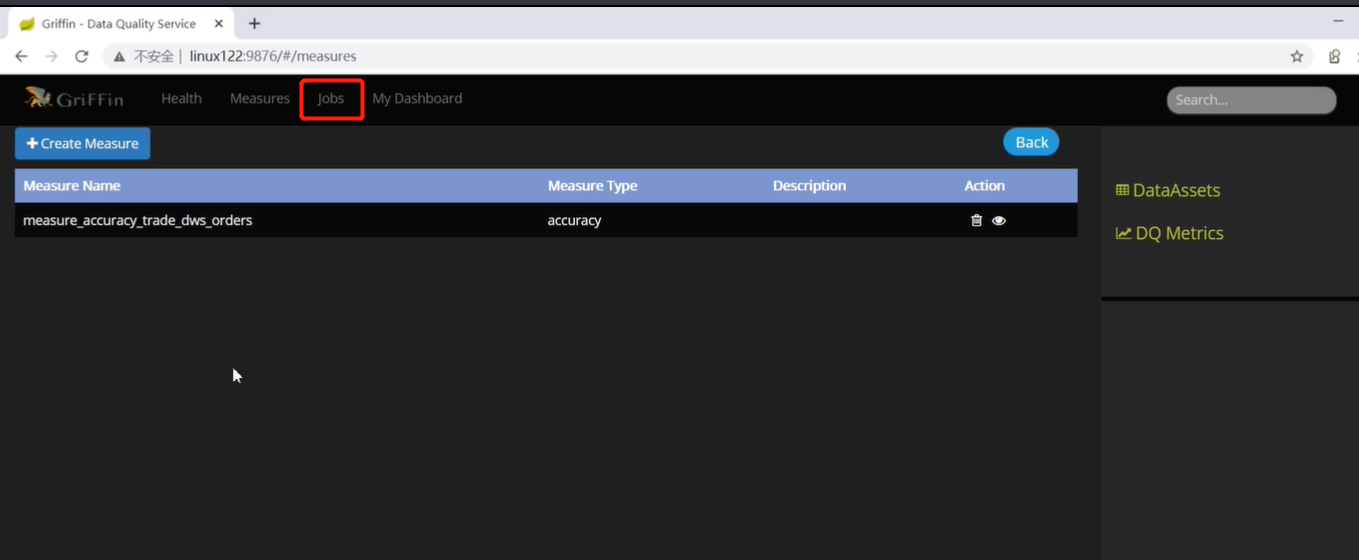 Griffin - Data Quality Service
不安全 | linux122:9876/#/measures
GriFFin Health Measures Jobs My Dashboard Search...
Create Measure Back
Measure Name Measure Type Description Action
measure_accuracy_trade_dws_orders accuracy
DataAssets
DQ Metrics